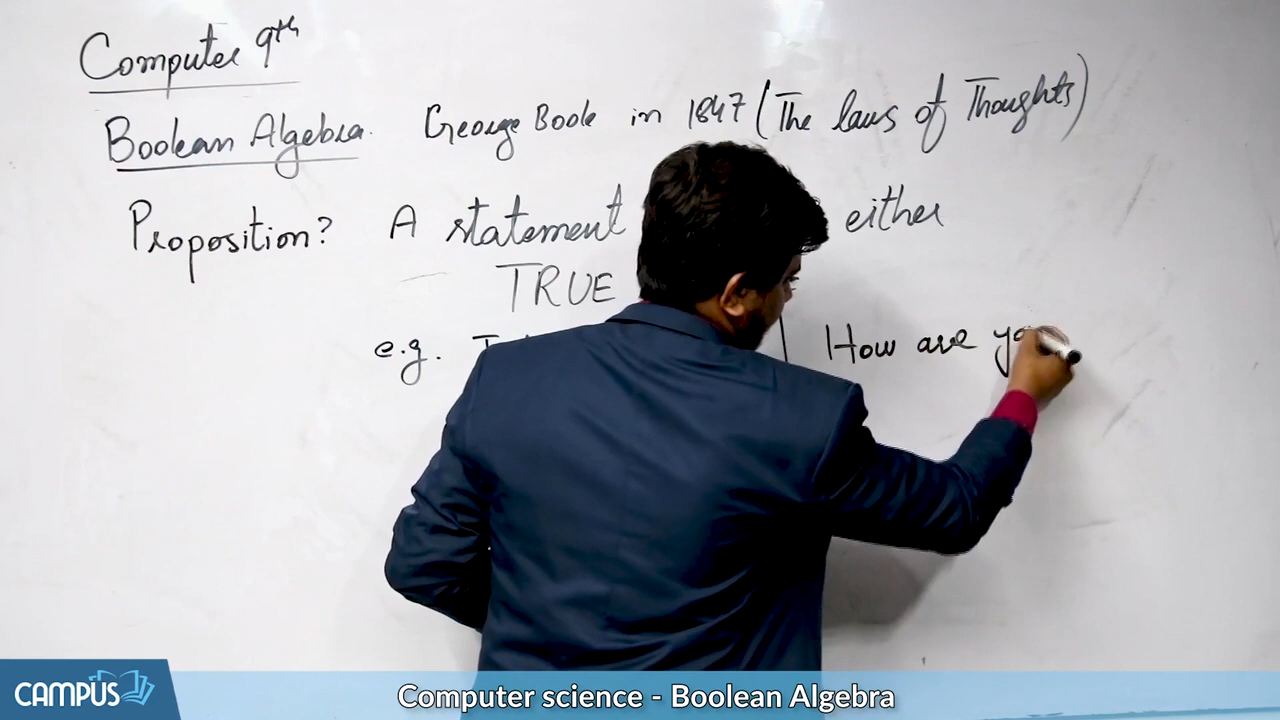 Computer 9th
Boolean Algebra. George Boole in 1847 (The laws of Thoughts)
Proposition? A statement either
TRUE
e.g. How are
CAMPUS
Computer science - Boolean Algebra